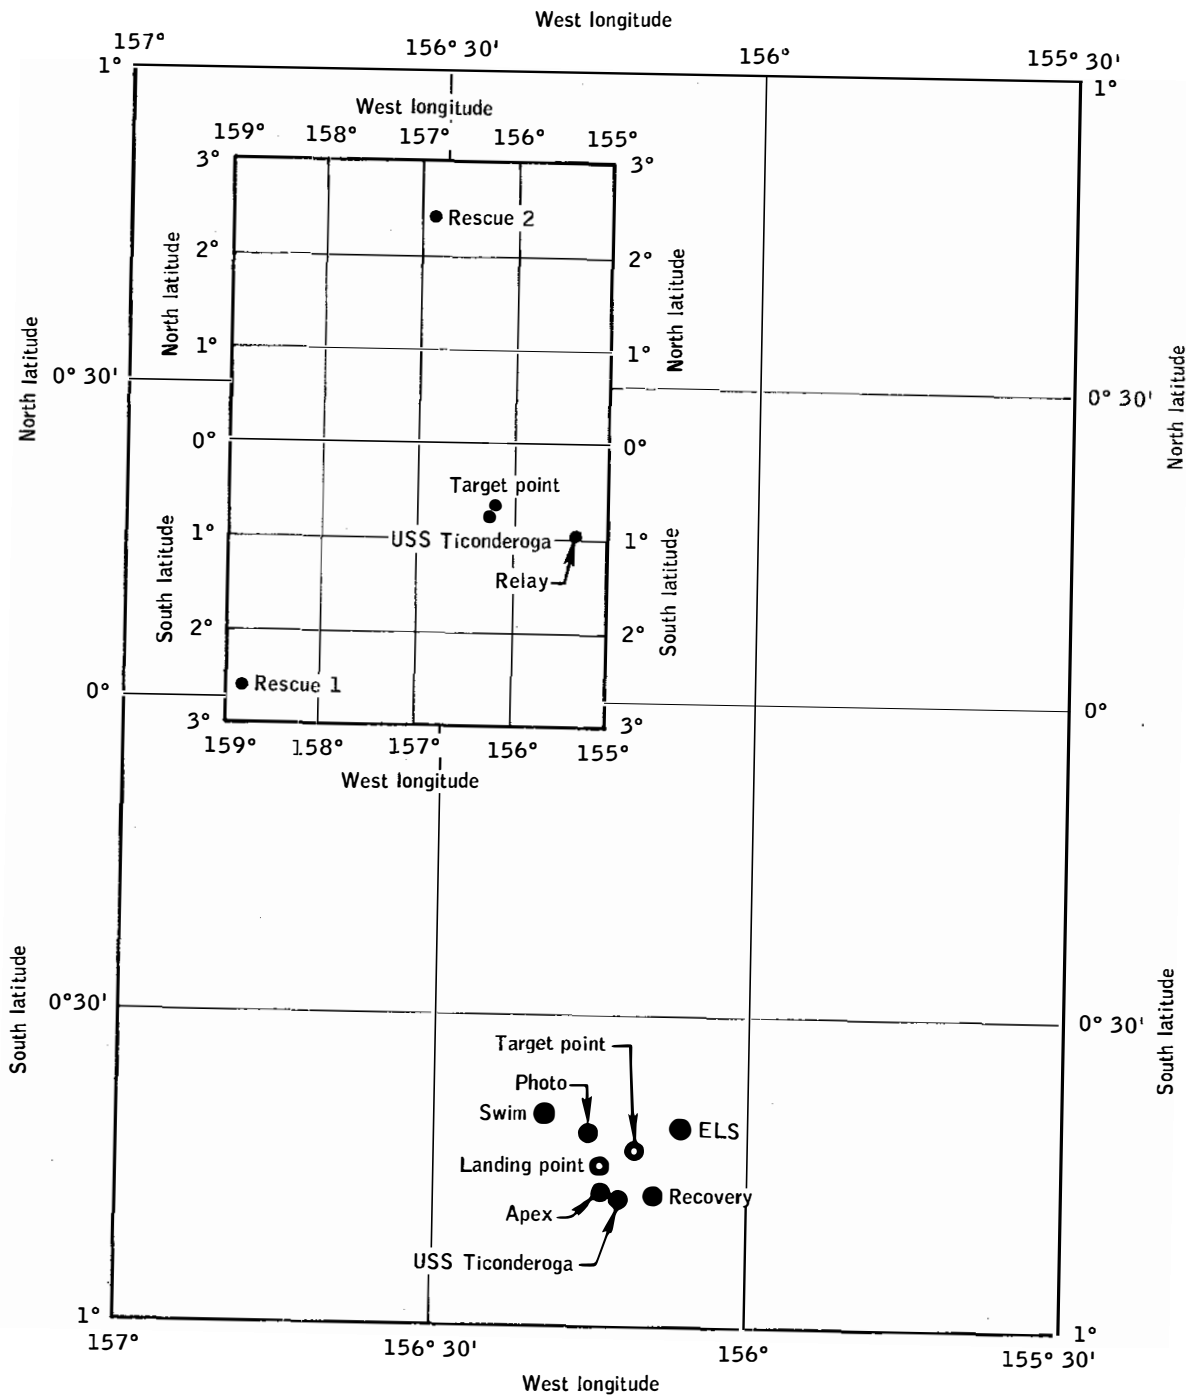 West longitude
157° 156° 30' 156° 155° 30'
1° 1°
West longitude
159° 158° 157° 156° 155°
3° 3°
Rescue 2
2° 2°
North latitude North latitude
1° 1°
North latitude North latitude
0° 30' 0° 30'
0° 0°
Target point
USS Ticonderoga
1° 1°
Relay
South latitude South latitude
2° 2°
Rescue 1
0° 0°
3° 3°
159° 158° 157° 156° 155°
West longitude
South latitude South latitude
0°30' 0° 30'
Target point
Photo
Swim
ELS
Landing point
Recovery
Apex
USS Ticonderoga
1° 1°
157° 156° 30' 156° 155° 30'
West longitude